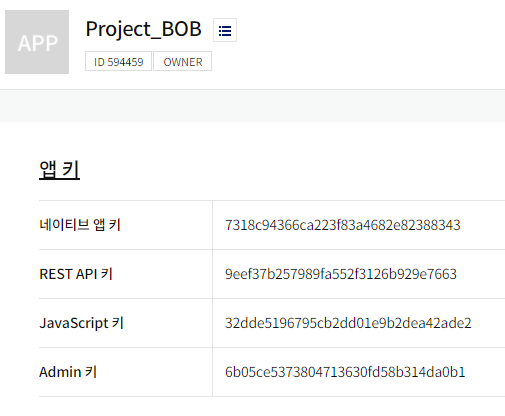 APP
Project_BOB
ID 594459
OWNER
앱 키
네이티브 앱 키 7318c94366ca223f83a4682e82388343
REST API 키 9eef37b257989fa552f3126b929e7663
JavaScript 키 32dde5196795cb2dd01e9b2dea42ade2
Admin 키 6b05ce5373804713630fd58b314da0b1